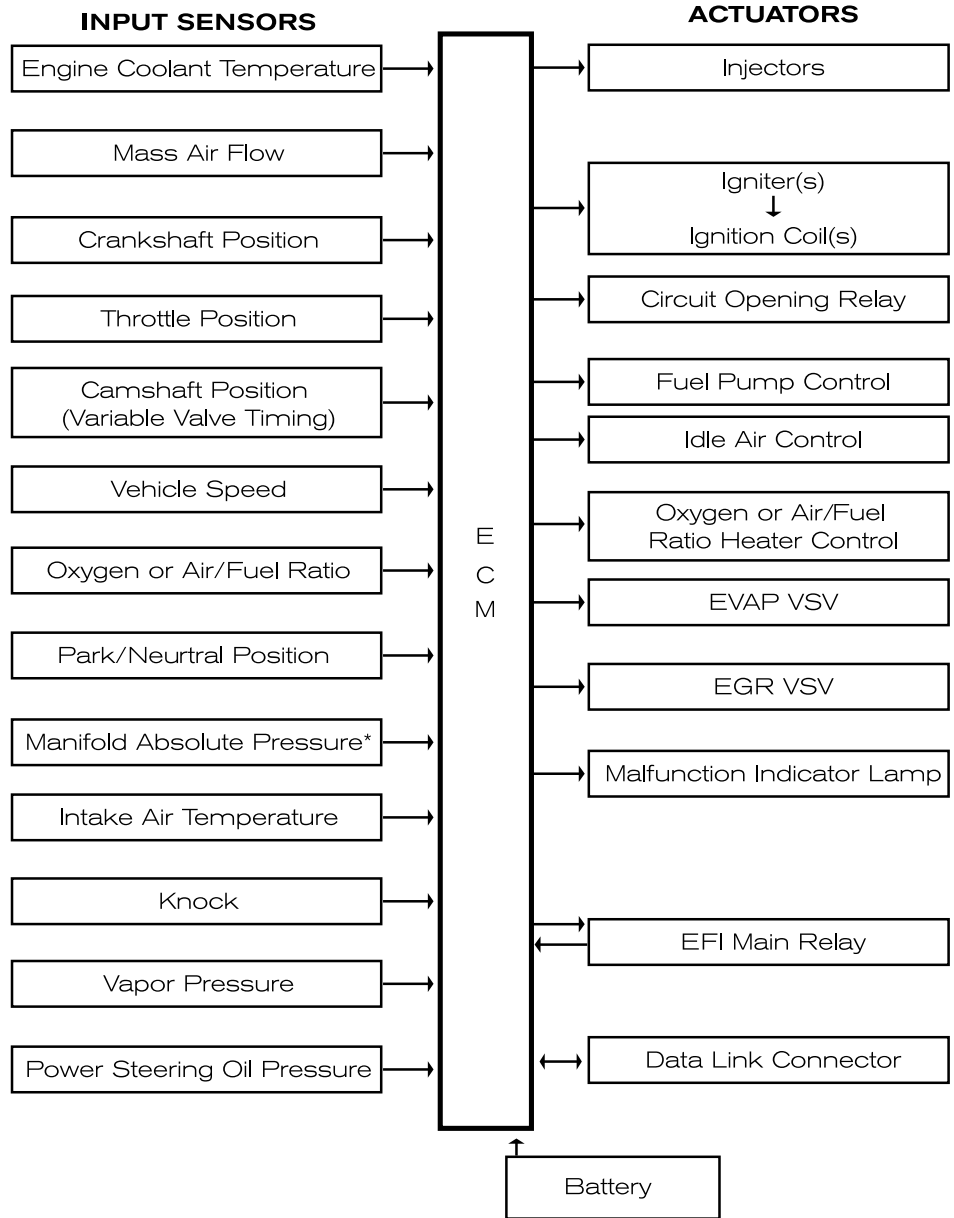 INPUT SENSORS
Engine Coolant Temperature
Mass Air Flow
Crankshaft Position
Throttle Position
Camshaft Position
(Variable Valve Timing)
Vehicle Speed
Oxygen or Air/Fuel Ratio
Park/Neurtral Position
Manifold Absolute Pressure*
Intake Air Temperature
Knock
Vapor Pressure
Power Steering Oil Pressure
E
C
M
ACTUATORS
Injectors
Igniter(s)
Ignition Coil(s)
Circuit Opening Relay
Fuel Pump Control
Idle Air Control
Oxygen or Air/Fuel
Ratio Heater Control
EVAP VSV
EGR VSV
Malfunction Indicator Lamp
EFI Main Relay
Data Link Connector
Battery